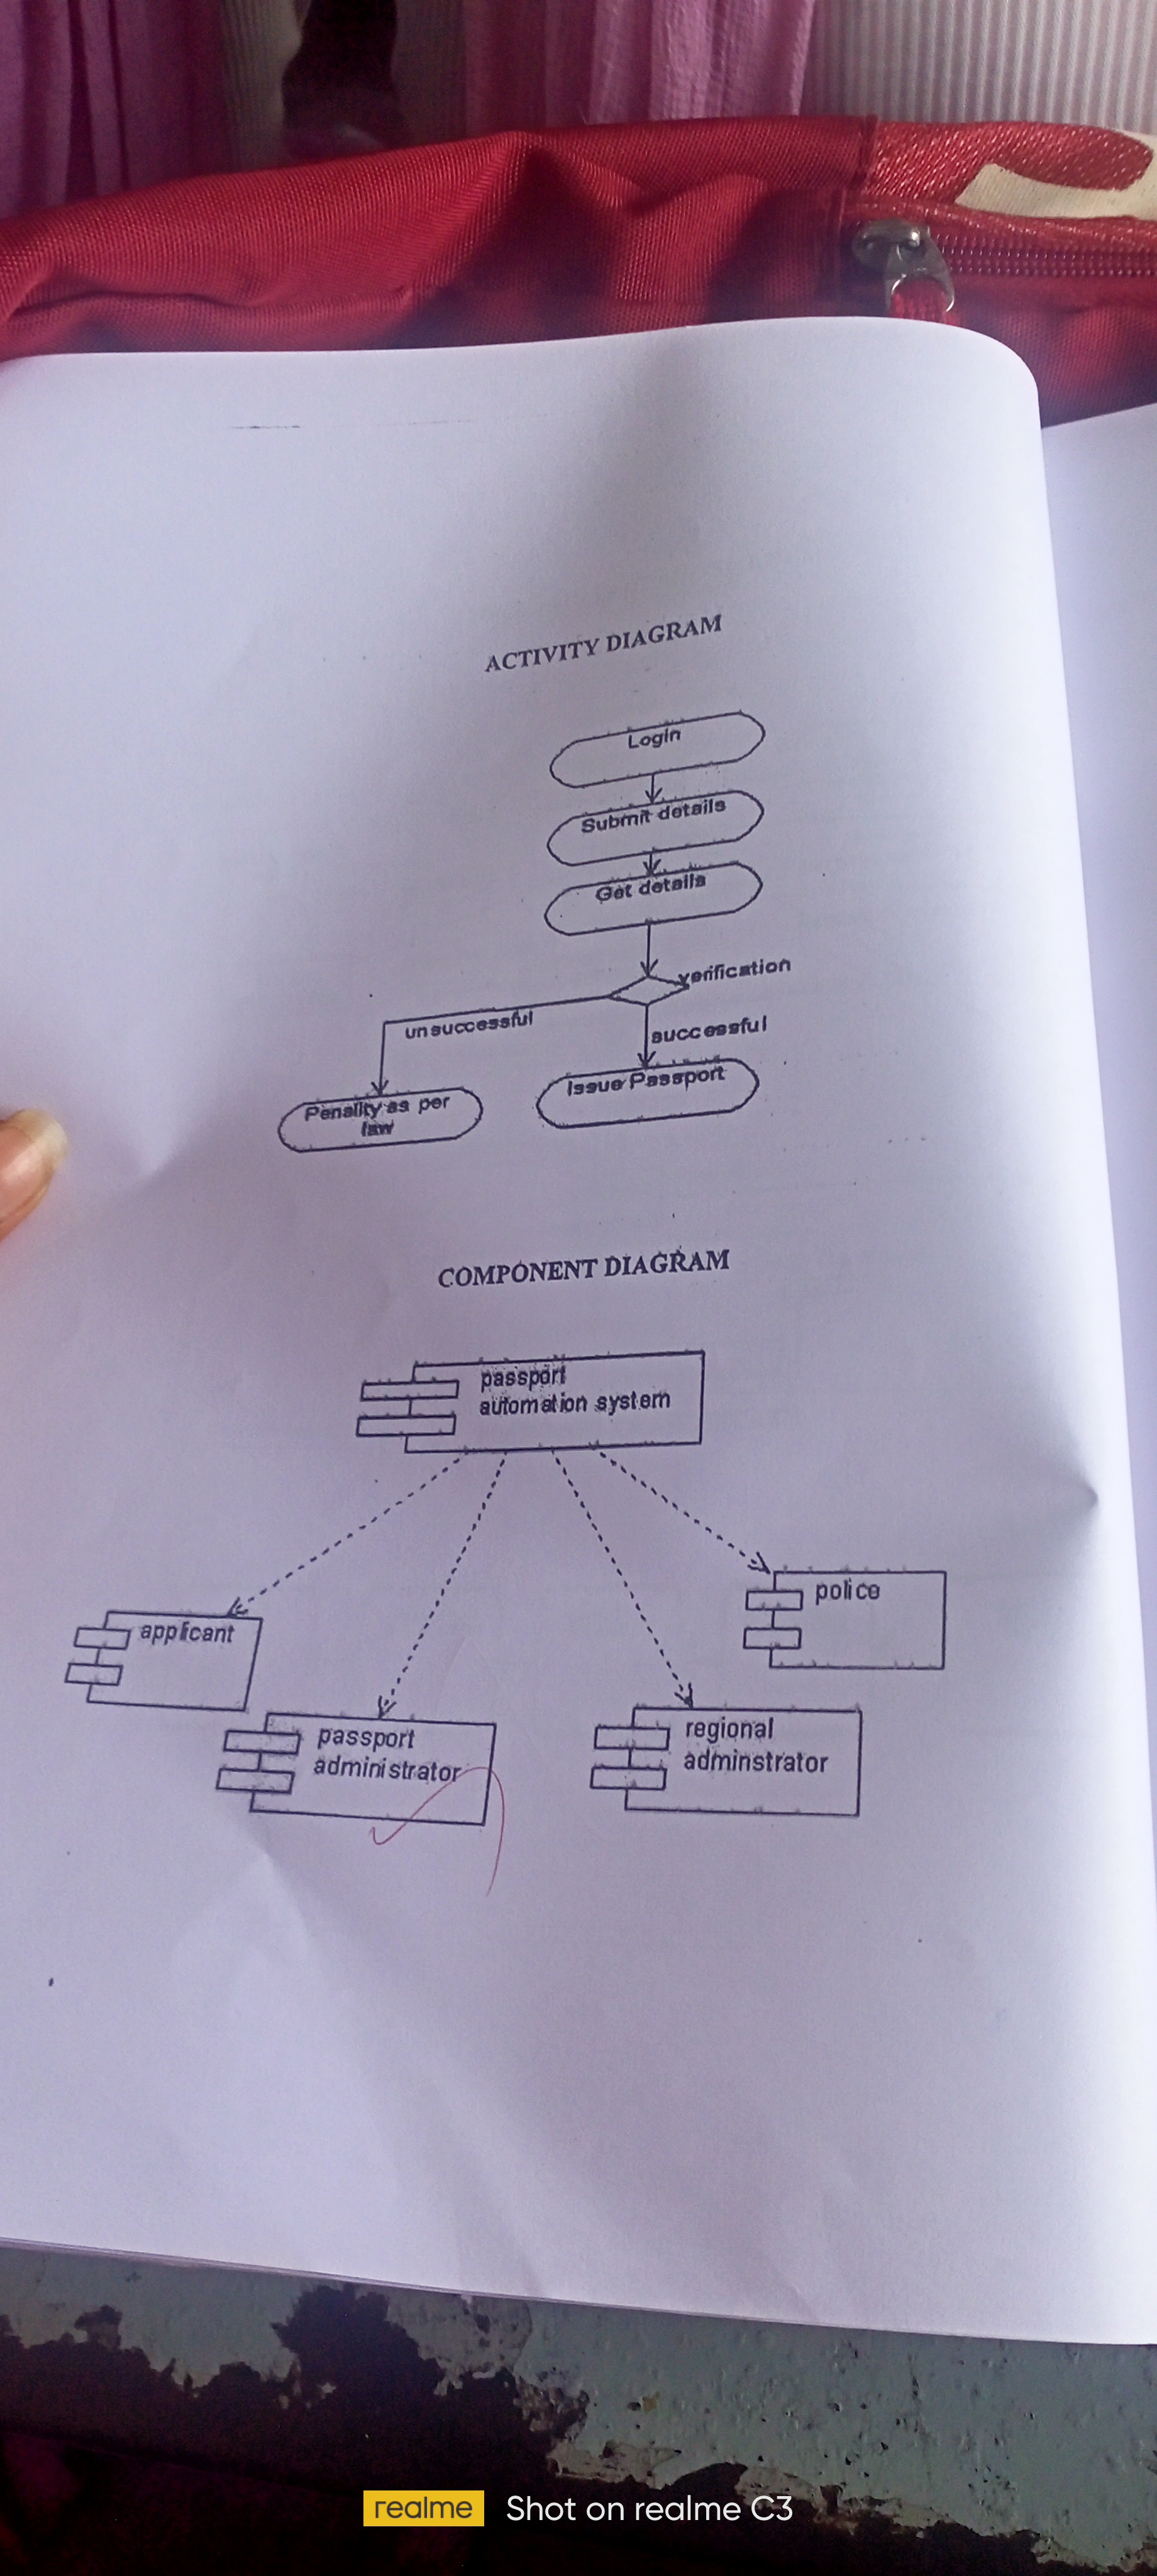 ACTIVITY DIAGRAM
Login
Submit details
Get details
verification
unsuccessful
successful
Issue Passport
Penality as per
law
COMPONENT DIAGRAM
passport
automation system
police
applicant
passport
administrator
regional
adminstrator
realme Shot on realme C3